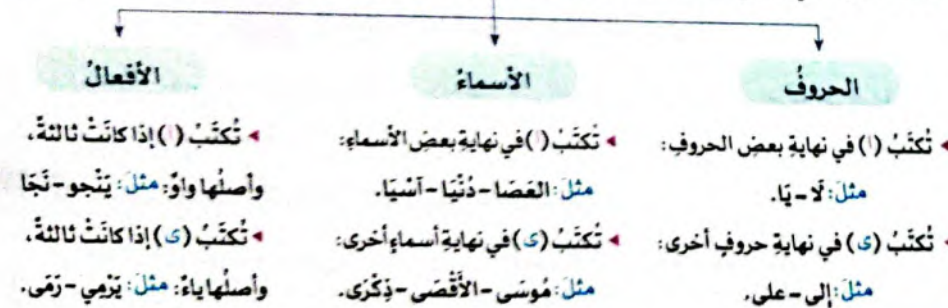 الحروفُ
◂ تُكتَبُ (ا) في نهايةِ بعضِ الحروفِ:
مثلَ: لَا - يَا.
◂ تُكتَبُ (ى) في نهايةِ حروفٍ أخرى:
مثلَ: إلى - على.
الأسماءُ
◂ تُكتَبُ (ا) في نهايةِ بعضِ الأسماءِ:
مثلَ: العَصَا - دُنْيَا - آسْيَا.
◂ تُكتَبُ (ى) في نهايةِ أسماءٍ أخرى:
مثلَ: مُوسَى - الأَقْصَى - ذِكْرَى.
الأفعالُ
◂ تُكتَبُ (ا) إذا كانَتْ ثالثةً،
وأصلُها واوٌ: مثلَ: يَنْجو - نَجَا
◂ تُكتَبُ (ى) إذا كانَتْ ثالثةً،
وأصلُها ياءٌ: مثلَ: يَرْمِي - رَمَى.